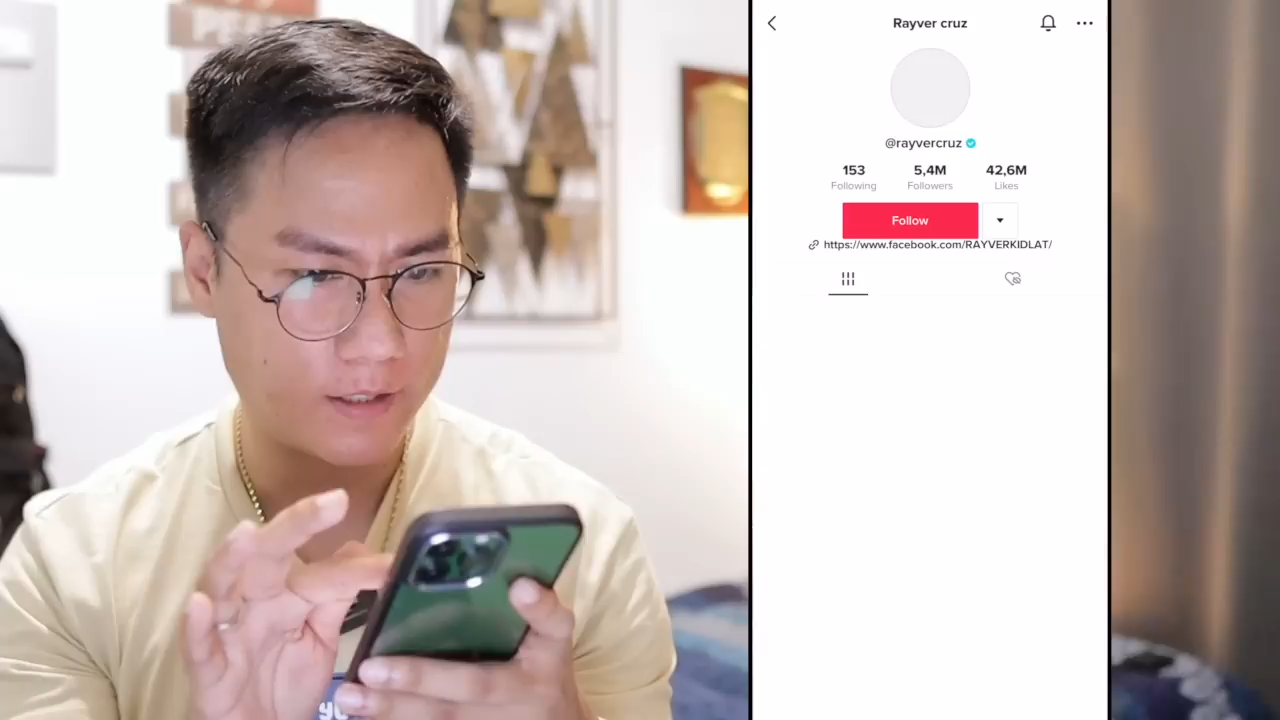 Rayver cruz
@rayvercruz
153 5,4M 42,6M
Following Followers Likes
Follow
https://www.facebook.com/RAYVERKIDLAT/